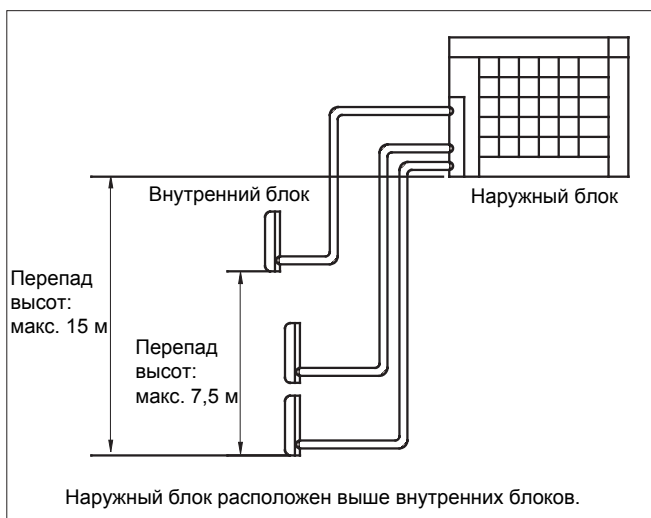 Внутренний блок
Наружный блок
Перепад
высот:
макс. 15 м
Перепад
высот:
макс. 7,5 м
Наружный блок расположен выше внутренних блоков.